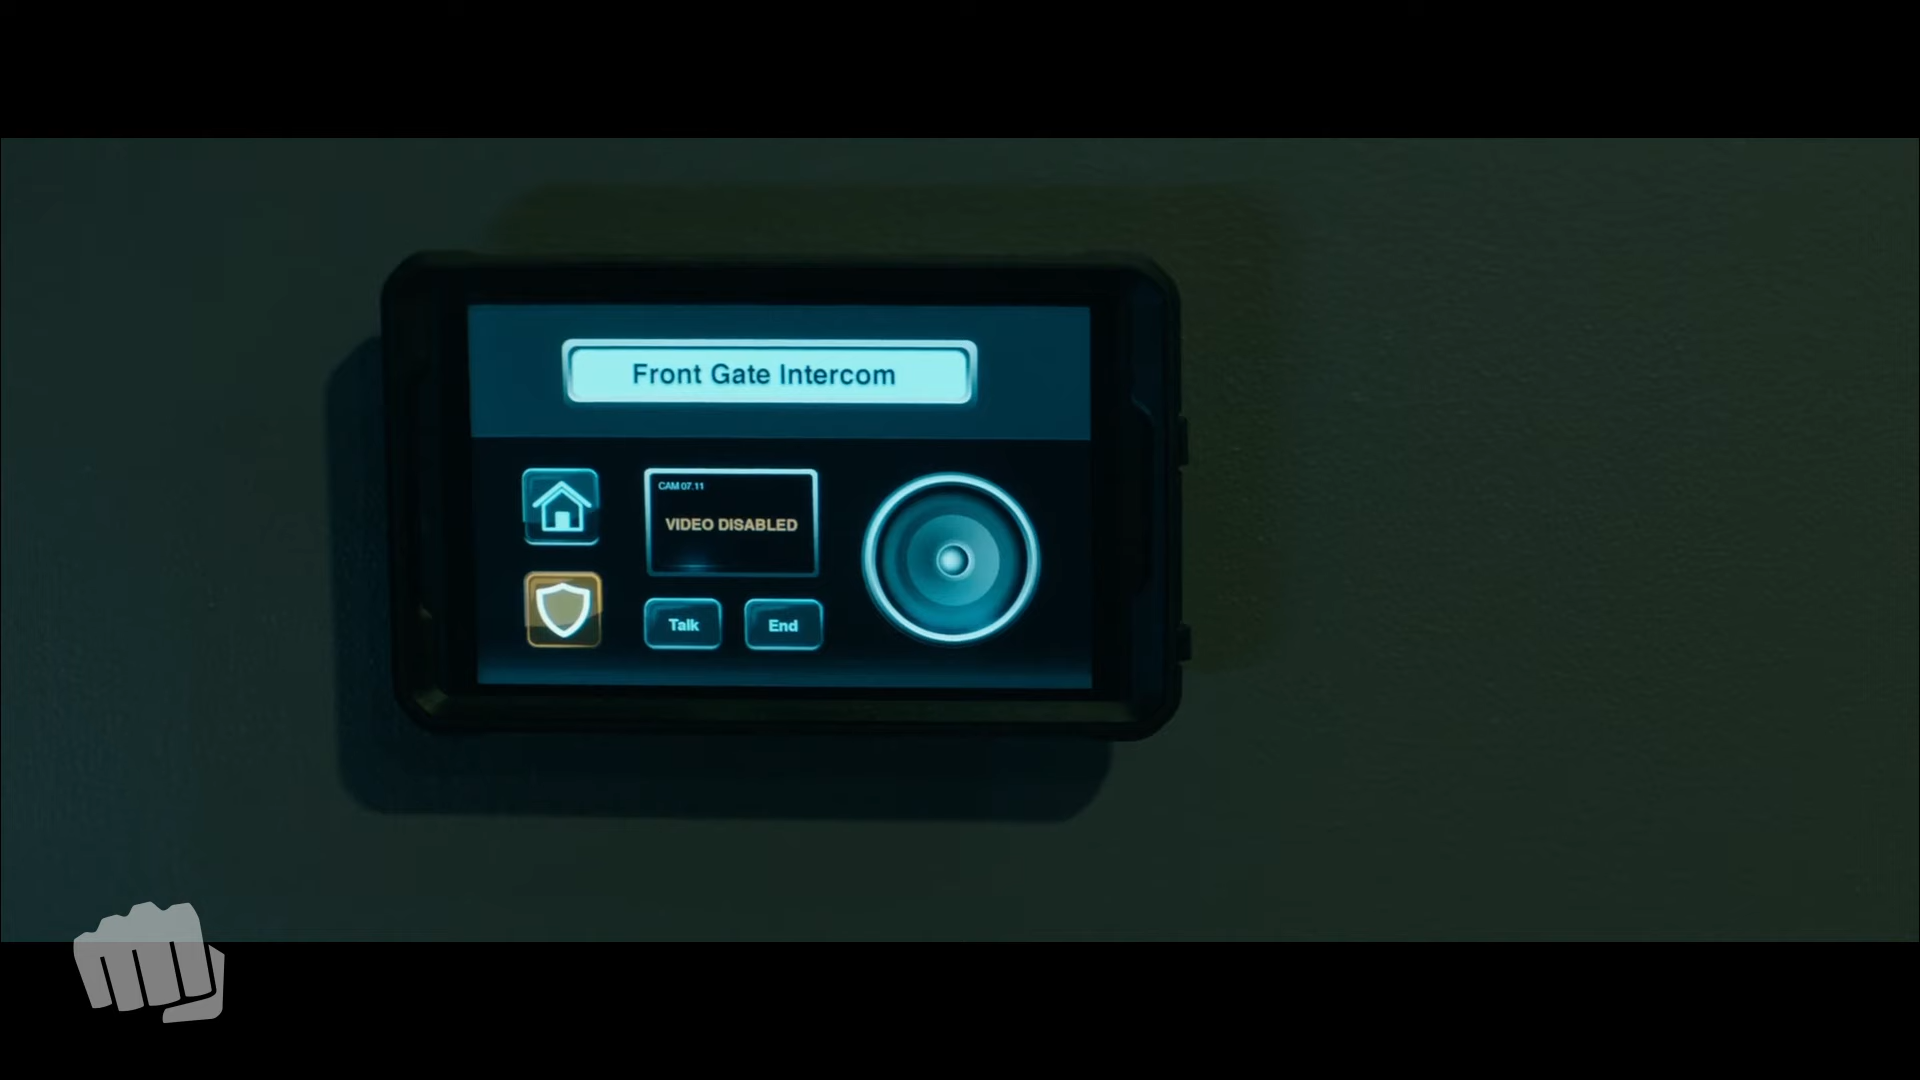 Front Gate Intercom
CAM 07.11
VIDEO DISABLED
Talk
End